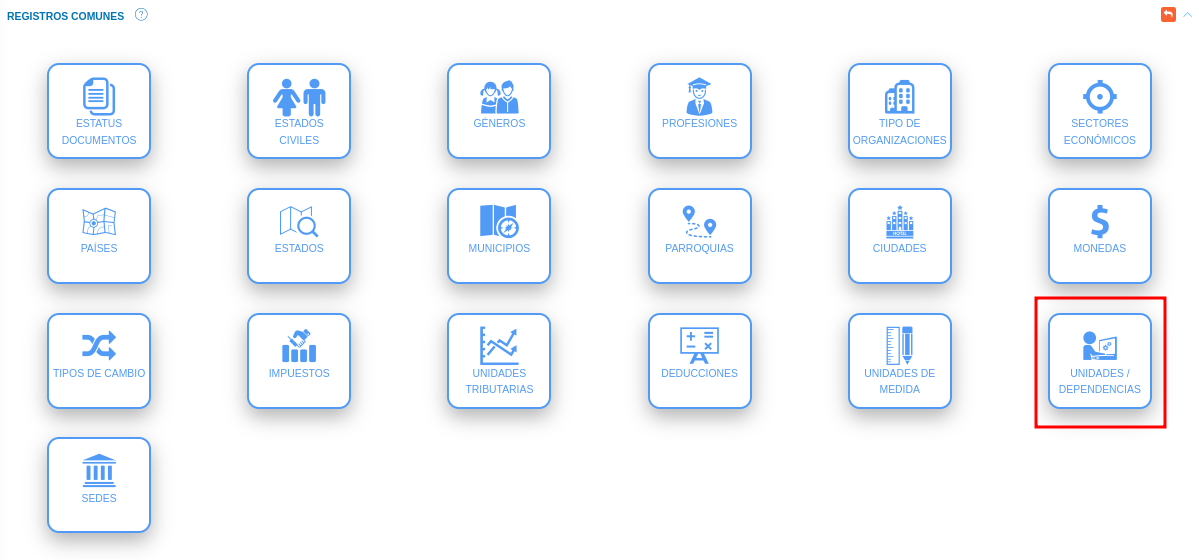 REGISTROS COMUNES ?
ESTATUS
DOCUMENTOS
ESTADOS
CIVILES
GÉNEROS
PROFESIONES
TIPO DE
ORGANIZACIONES
SECTORES
ECONÓMICOS
PAÍSES
ESTADOS
MUNICIPIOS
PARROQUIAS
HOTEL
CIUDADES
MONEDAS
TIPOS DE CAMBIO
IMPUESTOS
UNIDADES
TRIBUTARIAS
DEDUCCIONES
UNIDADES DE
MEDIDA
UNIDADES /
DEPENDENCIAS
SEDES